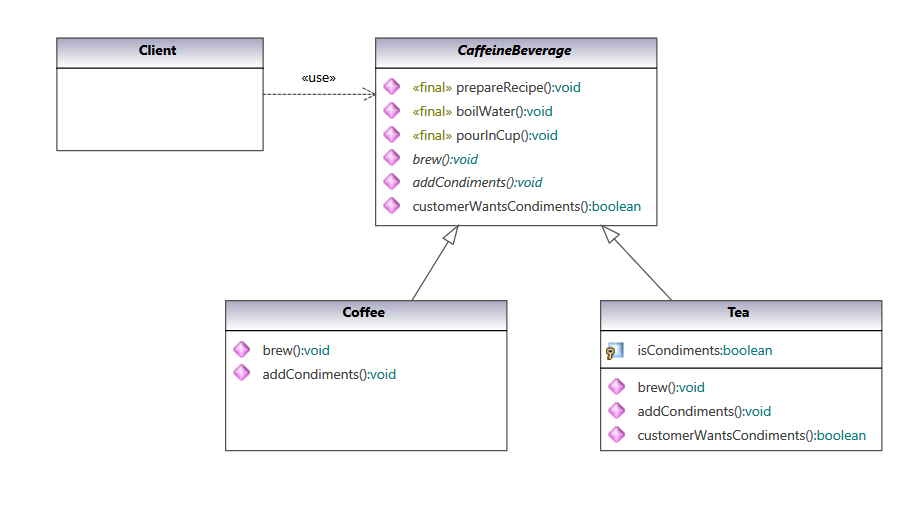 Client
«use»
CaffeineBeverage
«final» prepareRecipe():void
«final» boilWater():void
«final» pourInCup():void
brew():void
addCondiments():void
customerWantsCondiments():boolean
Coffee
brew():void
addCondiments():void
Tea
isCondiments:boolean
brew():void
addCondiments():void
customerWantsCondiments():boolean